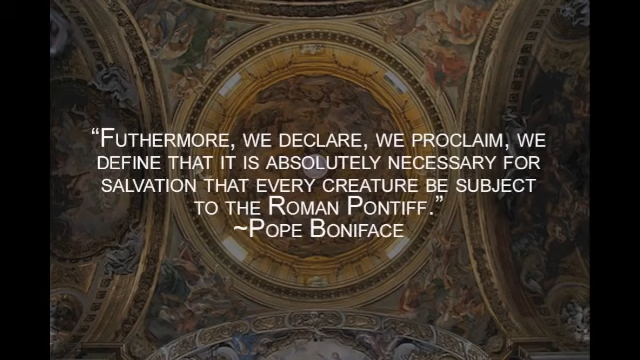 “Futhermore, we declare, we proclaim, we
define that it is absolutely necessary for
salvation that every creature be subject
to the Roman Pontiff.”
~Pope Boniface